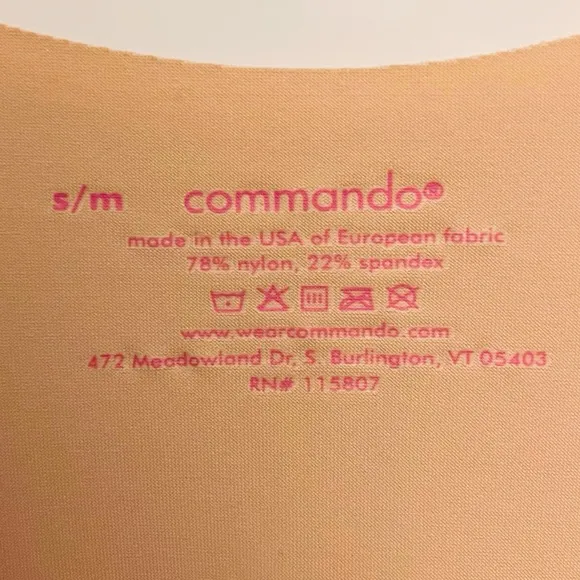 s/m commando®
made in the USA of European fabric
78% nylon, 22% spandex
www.wearcommando.com
472 Meadowland Dr, S. Burlington, VT 05403
RN# 115807